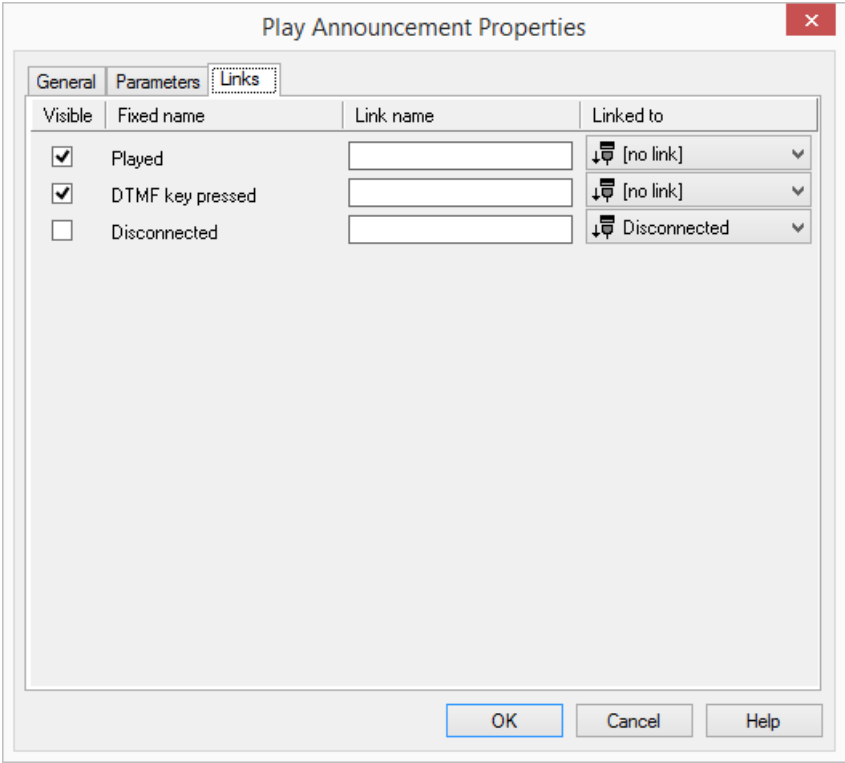 Play Announcement Properties
General Parameters Links
Visible Fixed name Link name Linked to
Played [no link]
DTMF key pressed [no link]
Disconnected Disconnected
OK Cancel Help